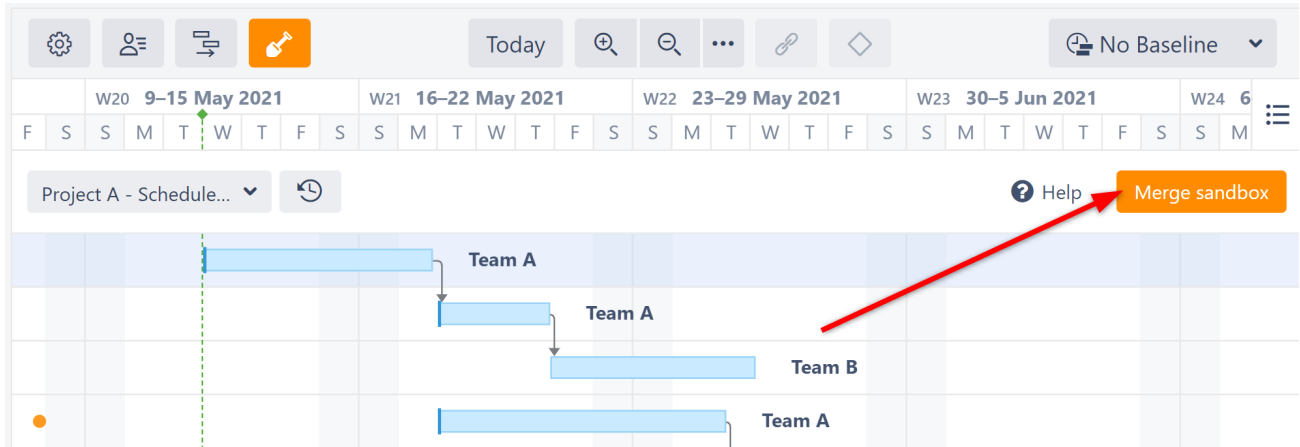 Today
No Baseline
W20 9–15 May 2021 W21 16–22 May 2021 W22 23–29 May 2021 W23 30–5 Jun 2021 W24 6
F S S M T W T F S S M T W T F S S M T W T F S S M T W T F S S M
Project A - Schedule... Help Merge sandbox
Team A
Team A
Team B
Team A